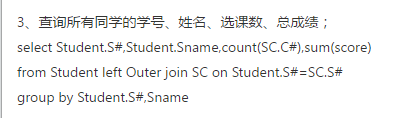 3、查询所有同学的学号、姓名、选课数、总成绩；
select Student.S#,Student.Sname,count(SC.C#),sum(score)
from Student left Outer join SC on Student.S#=SC.S#
group by Student.S#,Sname